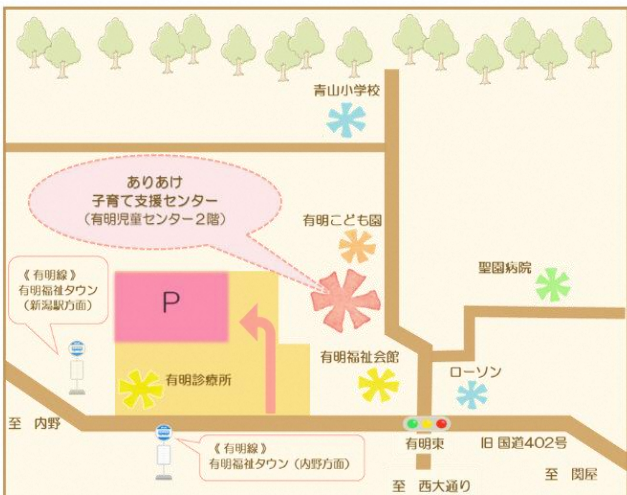 青山小学校
ありあけ
子育て支援センター
(有明児童センター2階)
有明こども園
聖園病院
《有明線》
有明福祉タウン
(新潟駅方面)
P
有明福祉会館
有明診療所
ローソン
至 内野
有明東
旧 国道402号
《有明線》
有明福祉タウン(内野方面)
至 関屋
至 西大通り